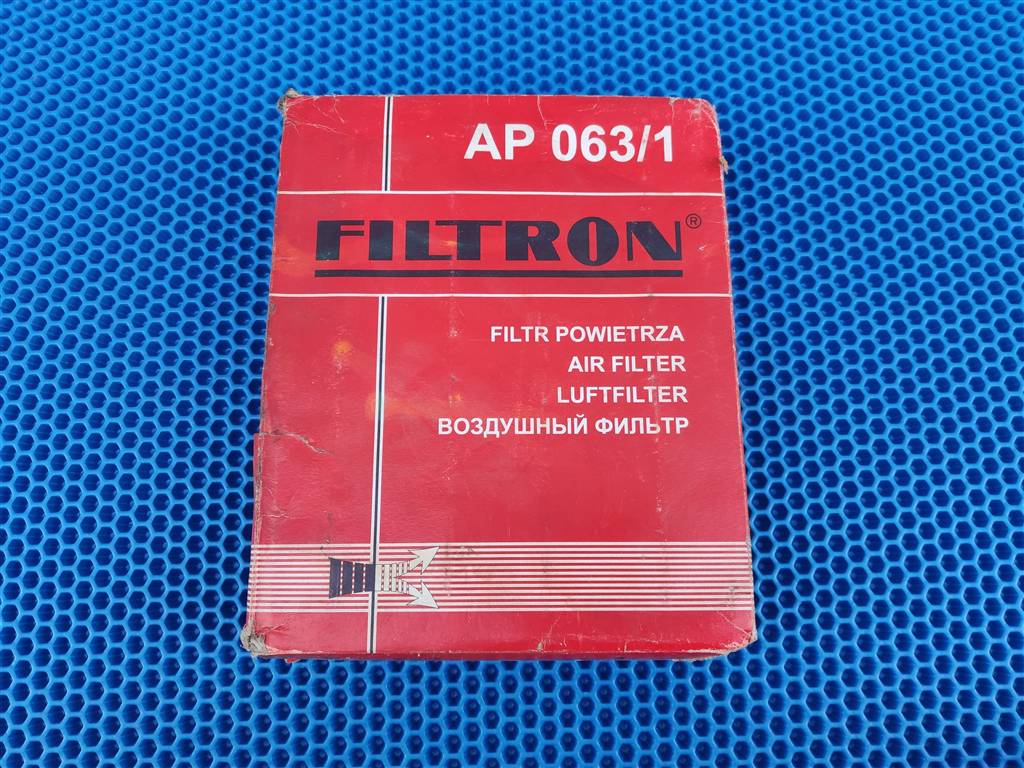 AP 063/1
FILTRON®
FILTR POWIETRZA
AIR FILTER
LUFTFILTER
ВОЗДУШНЫЙ ФИЛЬТР